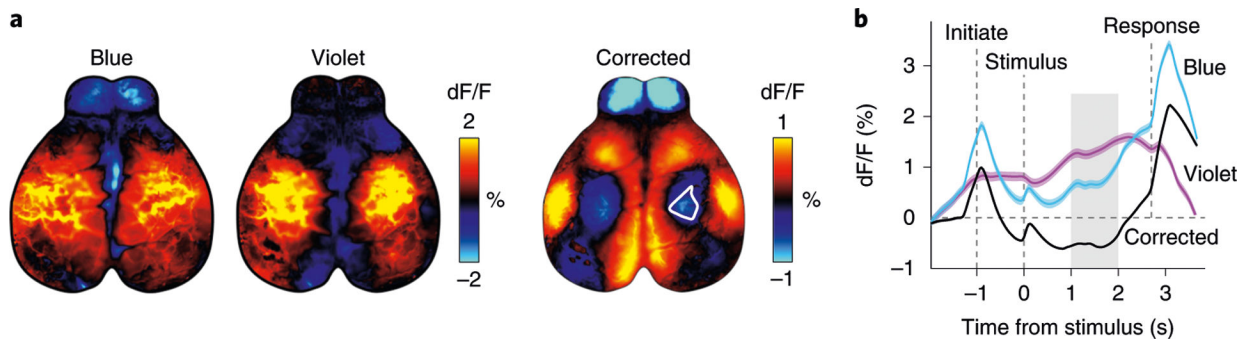 a
Blue
Violet
Corrected
dF/F
2
%
−2
dF/F
1
%
−1
b
Initiate
Stimulus
Response
Blue
Violet
Corrected
dF/F (%)
3
2
1
0
−1
−1 0 1 2 3
Time from stimulus (s)